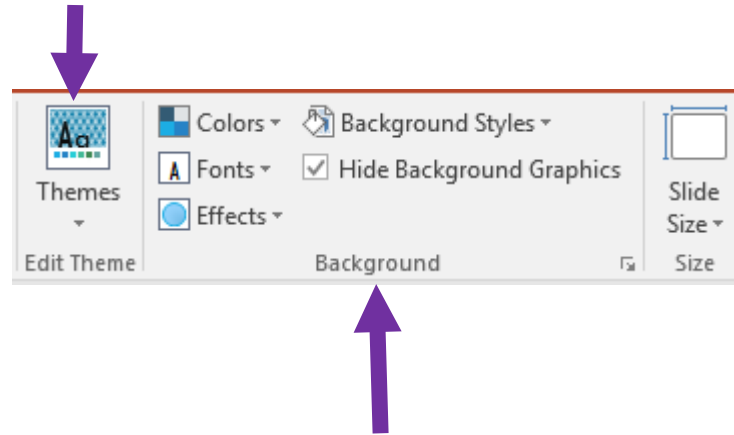 Aa
Themes
Edit Theme
Colors
A Fonts
Effects
Background Styles
Hide Background Graphics
Background
Slide
Size
Size